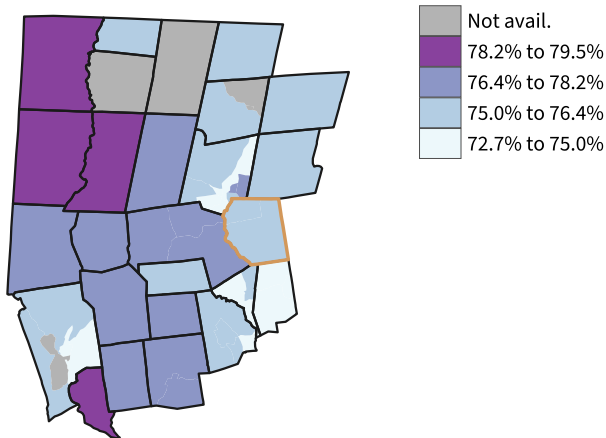 Not avail.
78.2% to 79.5%
76.4% to 78.2%
75.0% to 76.4%
72.7% to 75.0%